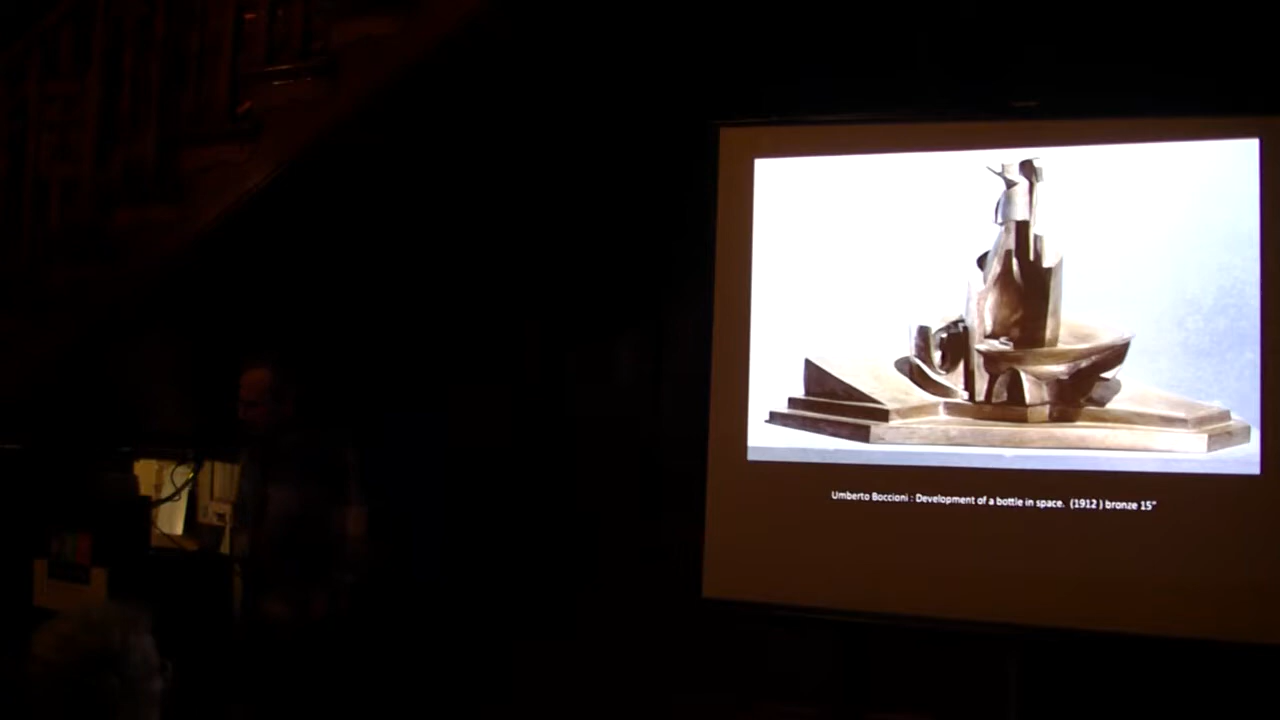 Umberto Boccioni : Development of a bottle in space. (1912 ) bronze 15"